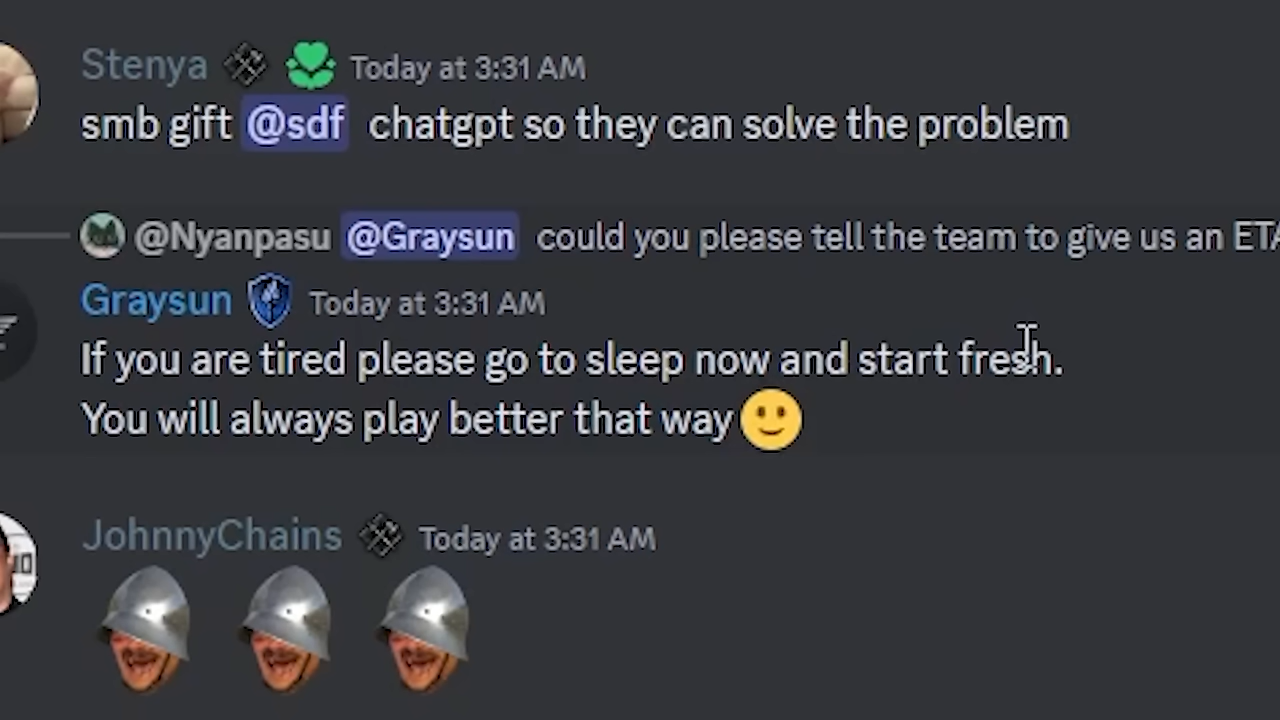 Stenya Today at 3:31 AM
smb gift @sdf chatgpt so they can solve the problem
@Nyanpasu @Graysun could you please tell the team to give us an ETA
Graysun Today at 3:31 AM
If you are tired please go to sleep now and start fresh.
You will always play better that way
JohnnyChains Today at 3:31 AM